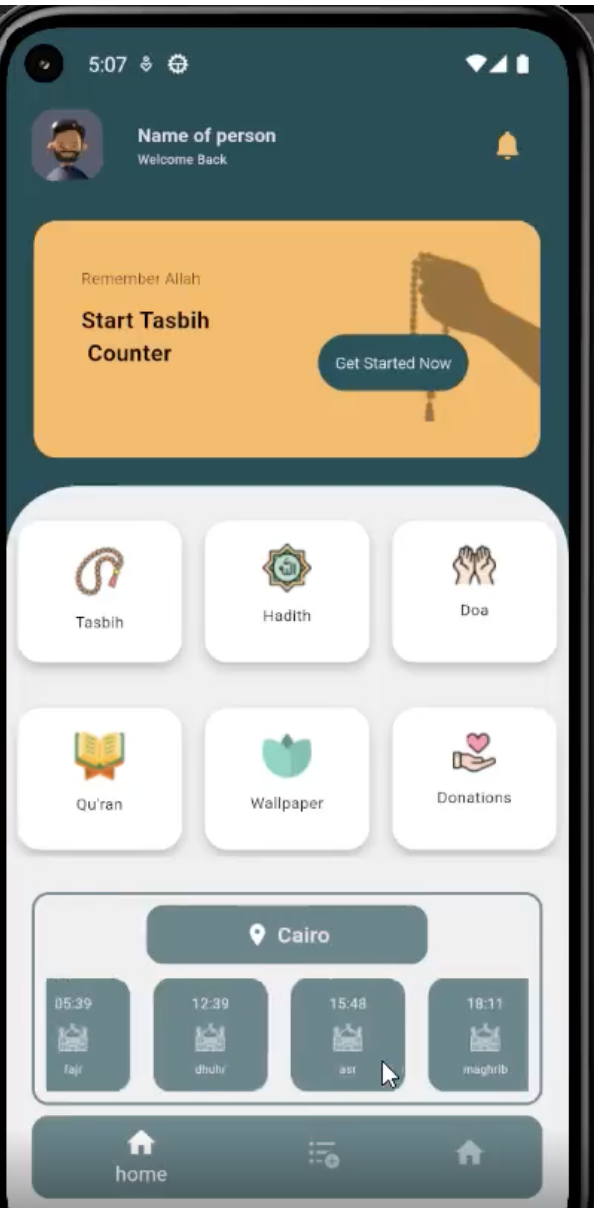 5:07
Name of person
Welcome Back
Remember Allah
Start Tasbih
Counter
Get Started Now
Tasbih
Hadith
Doa
Qu'ran
Wallpaper
Donations
Cairo
05:39
12:39
15:48
18:11
fajr
dhuhr
asr
maghrib
home